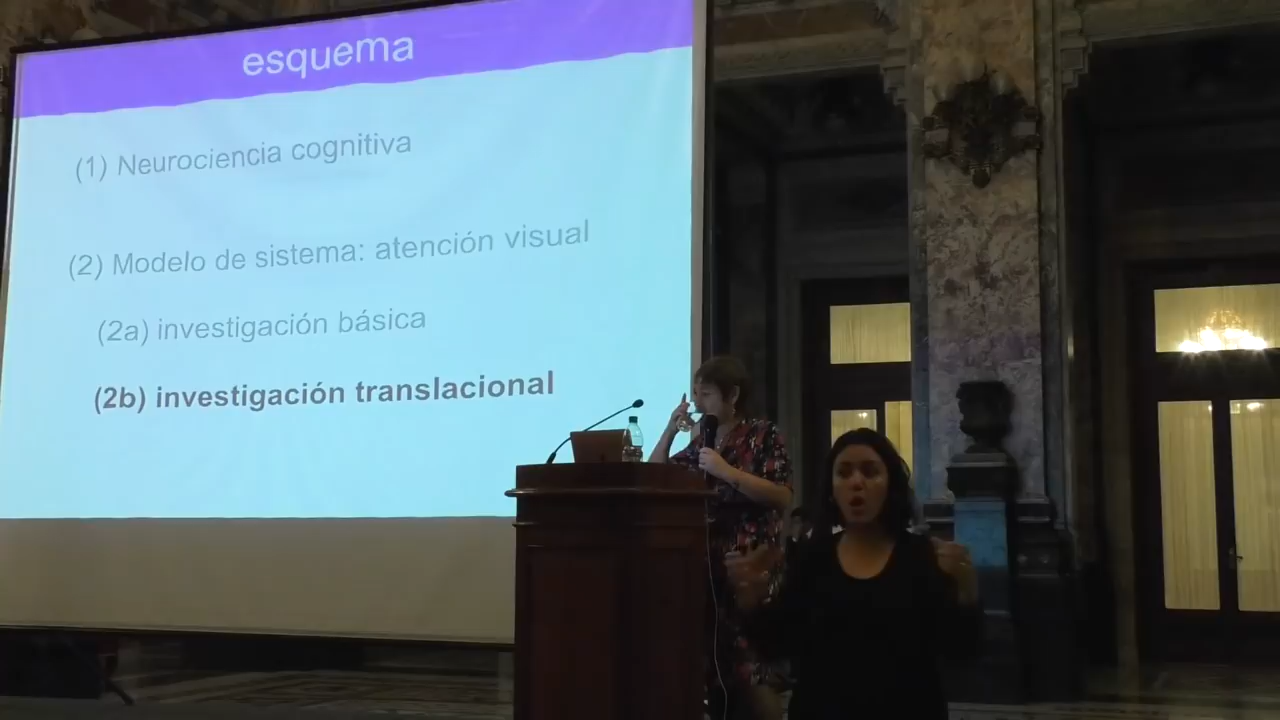 esquema
(1) Neurociencia cognitiva
(2) Modelo de sistema: atención visual
(2a) investigación básica
(2b) investigación translacional